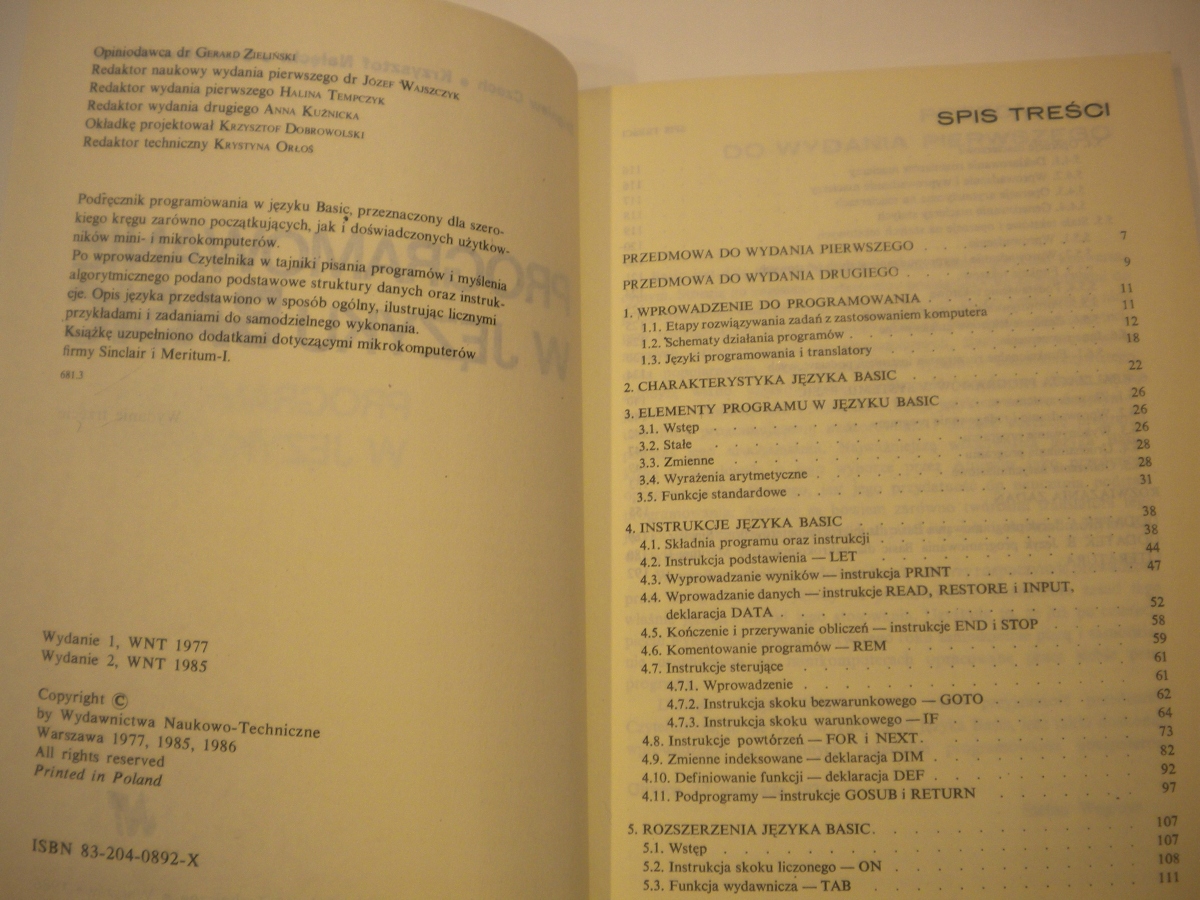 Opiniodawca dr GERARD ZIELIŃSKI
Redaktor naukowy wydania pierwszego dr JÓZEF WAJSZCZYK
Redaktor wydania pierwszego HALINA TEMPCZYK
Redaktor wydania drugiego ANNA KUŹNICKA
Okładkę projektował KRZYSZTOF DOBROWOLSKI
Redaktor techniczny KRYSTYNA ORŁOŚ
Podręcznik programowania w języku Basic, przeznaczony dla szero-
kiego kręgu zarówno początkujących, jak i doświadczonych użytkow-
ników mini- i mikrokomputerów.
Po wprowadzeniu Czytelnika w tajniki pisania programów i myślenia
algorytmicznego podano podstawowe struktury danych oraz instruk-
cje. Opis języka przedstawiono w sposób ogólny, ilustrując licznymi
przykładami i zadaniami do samodzielnego wykonania.
Książkę uzupełniono dodatkami dotyczącymi mikrokomputerów
firmy Sinclair i Meritum-I.
681.3
Wydanie 1, WNT 1977
Wydanie 2, WNT 1985
Copyright ©
by Wydawnictwa Naukowo-Techniczne
Warszawa 1977, 1985, 1986
All rights reserved
Printed in Poland
ISBN 83-204-0892-X
SPIS TREŚCI
PRZEDMOWA DO WYDANIA PIERWSZEGO . . . . . . . . . 7
PRZEDMOWA DO WYDANIA DRUGIEGO . . . . . . . . . . 9
1. WPROWADZENIE DO PROGRAMOWANIA . . . . . . . . . 11
1.1. Etapy rozwiązywania zadań z zastosowaniem komputera . . . . . 11
1.2. Schematy działania programów . . . . . . . . . . . 12
1.3. Języki programowania i translatory . . . . . . . . . . 18
2. CHARAKTERYSTYKA JĘZYKA BASIC . . . . . . . . . . 22
3. ELEMENTY PROGRAMU W JĘZYKU BASIC . . . . . . . . 26
3.1. Wstęp . . . . . . . . . . . . . . . . . 26
3.2. Stałe . . . . . . . . . . . . . . . . . 26
3.3. Zmienne . . . . . . . . . . . . . . . . 28
3.4. Wyrażenia arytmetyczne . . . . . . . . . . . . . 28
3.5. Funkcje standardowe . . . . . . . . . . . . . . 31
4. INSTRUKCJE JĘZYKA BASIC . . . . . . . . . . . . 38
4.1. Składnia programu oraz instrukcji . . . . . . . . . . 38
4.2. Instrukcja podstawienia — LET . . . . . . . . . . . 44
4.3. Wyprowadzanie wyników — instrukcja PRINT . . . . . . . 47
4.4. Wprowadzanie danych — instrukcje READ, RESTORE i INPUT,
deklaracja DATA . . . . . . . . . . . . . . . 52
4.5. Kończenie i przerywanie obliczeń — instrukcje END i STOP . . . . 58
4.6. Komentowanie programów — REM . . . . . . . . . . 59
4.7. Instrukcje sterujące . . . . . . . . . . . . . . 61
4.7.1. Wprowadzenie . . . . . . . . . . . . . . 61
4.7.2. Instrukcja skoku bezwarunkowego — GOTO . . . . . . . 62
4.7.3. Instrukcja skoku warunkowego — IF . . . . . . . . . 64
4.8. Instrukcje powtórzeń — FOR i NEXT . . . . . . . . . 73
4.9. Zmienne indeksowane — deklaracja DIM . . . . . . . . 82
4.10. Definiowanie funkcji — deklaracja DEF . . . . . . . . 92
4.11. Podprogramy — instrukcje GOSUB i RETURN . . . . . . . 97
5. ROZSZERZENIA JĘZYKA BASIC . . . . . . . . . . . 107
5.1. Wstęp . . . . . . . . . . . . . . . . . 107
5.2. Instrukcja skoku liczonego — ON . . . . . . . . . . 108
5.3. Funkcja wydawnicza — TAB . . . . . . . . . . . . 111